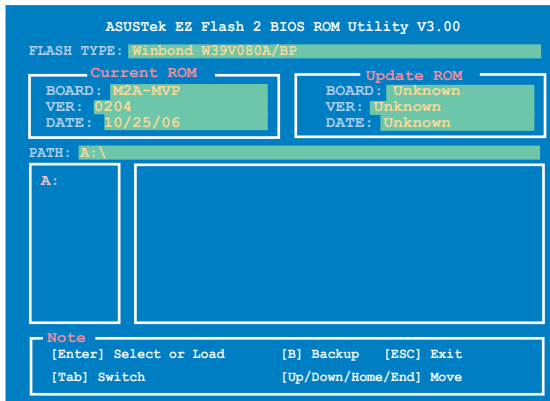 ASUSTek EZ Flash 2 BIOS ROM Utility V3.00
FLASH TYPE: Winbond W39V080A/BP
Current ROM
BOARD: M2A-MVP
VER: 0204
DATE: 10/25/06
Update ROM
BOARD: Unknown
VER: Unknown
DATE: Unknown
PATH: A:\
A:
Note
[Enter] Select or Load [B] Backup [ESC] Exit
[Tab] Switch [Up/Down/Home/End] Move